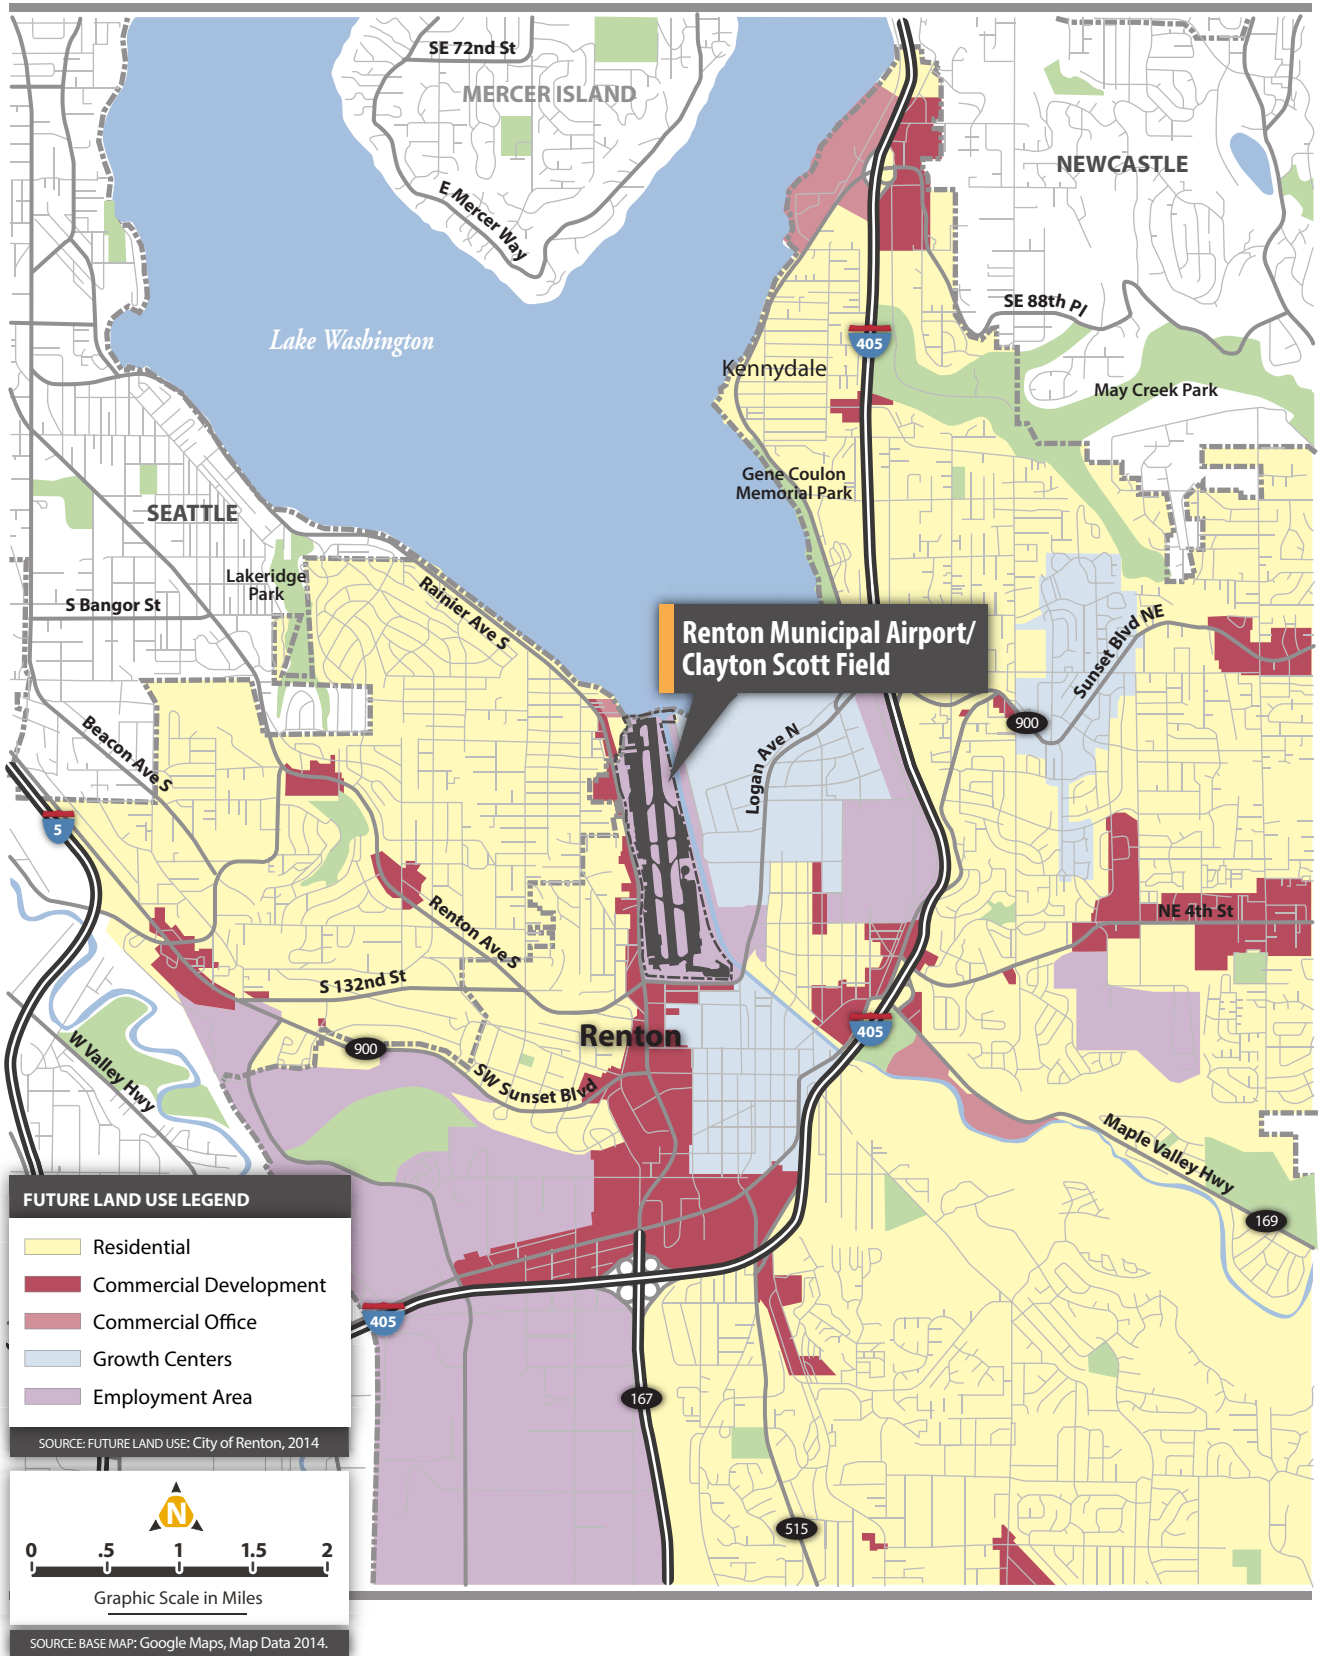 SE 72nd St
MERCER ISLAND
E Mercer Way
NEWCASTLE
SE 88th Pl
Lake Washington
405
Kennydale
May Creek Park
Gene Coulon
Memorial Park
SEATTLE
Lakeridge
Park
S Bangor St
Rainier Ave S
Renton Municipal Airport/
Clayton Scott Field
Sunset Blvd NE
900
Beacon Ave S
Logan Ave N
5
NE 4th St
Renton Ave S
S 132nd St
Renton
405
900
W Valley Hwy
SW Sunset Blvd
Maple Valley Hwy
169
FUTURE LAND USE LEGEND
Residential
Commercial Development
Commercial Office
Growth Centers
Employment Area
SOURCE: FUTURE LAND USE: City of Renton, 2014
405
167
515
N
0 .5 1 1.5 2
Graphic Scale in Miles
SOURCE: BASE MAP: Google Maps, Map Data 2014.